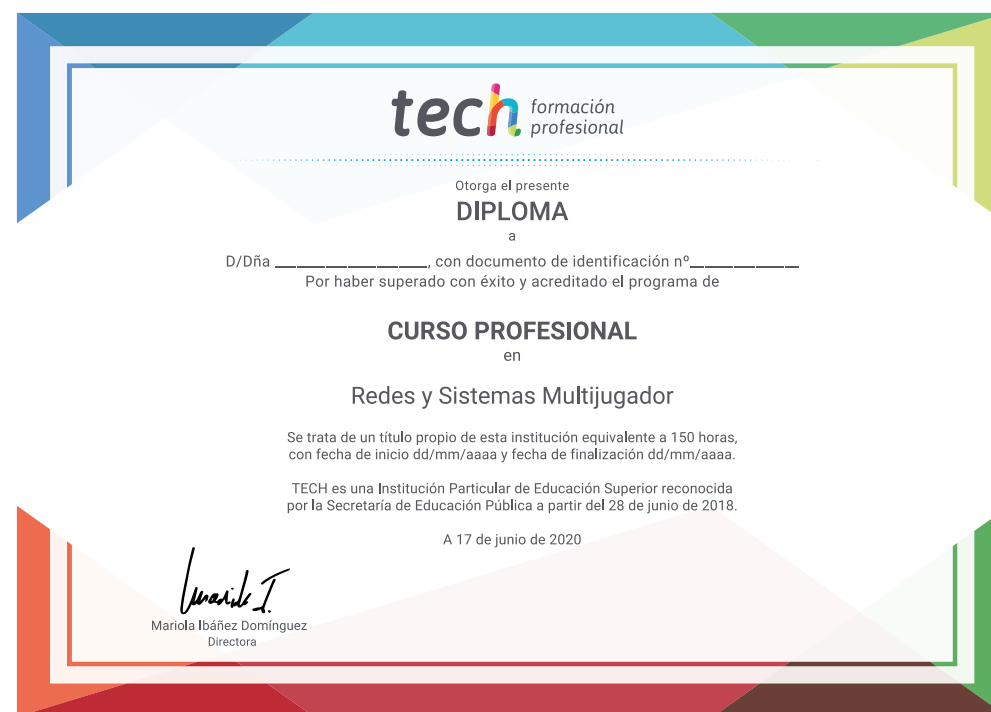 tech formación
profesional
Otorga el presente
DIPLOMA
a
D/Dña ______________, con documento de identificación nº__________
Por haber superado con éxito y acreditado el programa de
CURSO PROFESIONAL
en
Redes y Sistemas Multijugador
Se trata de un título propio de esta institución equivalente a 150 horas,
con fecha de inicio dd/mm/aaaa y fecha de finalización dd/mm/aaaa.
TECH es una Institución Particular de Educación Superior reconocida
por la Secretaría de Educación Pública a partir del 28 de junio de 2018.
A 17 de junio de 2020
Mariola Ibáñez Domínguez
Directora